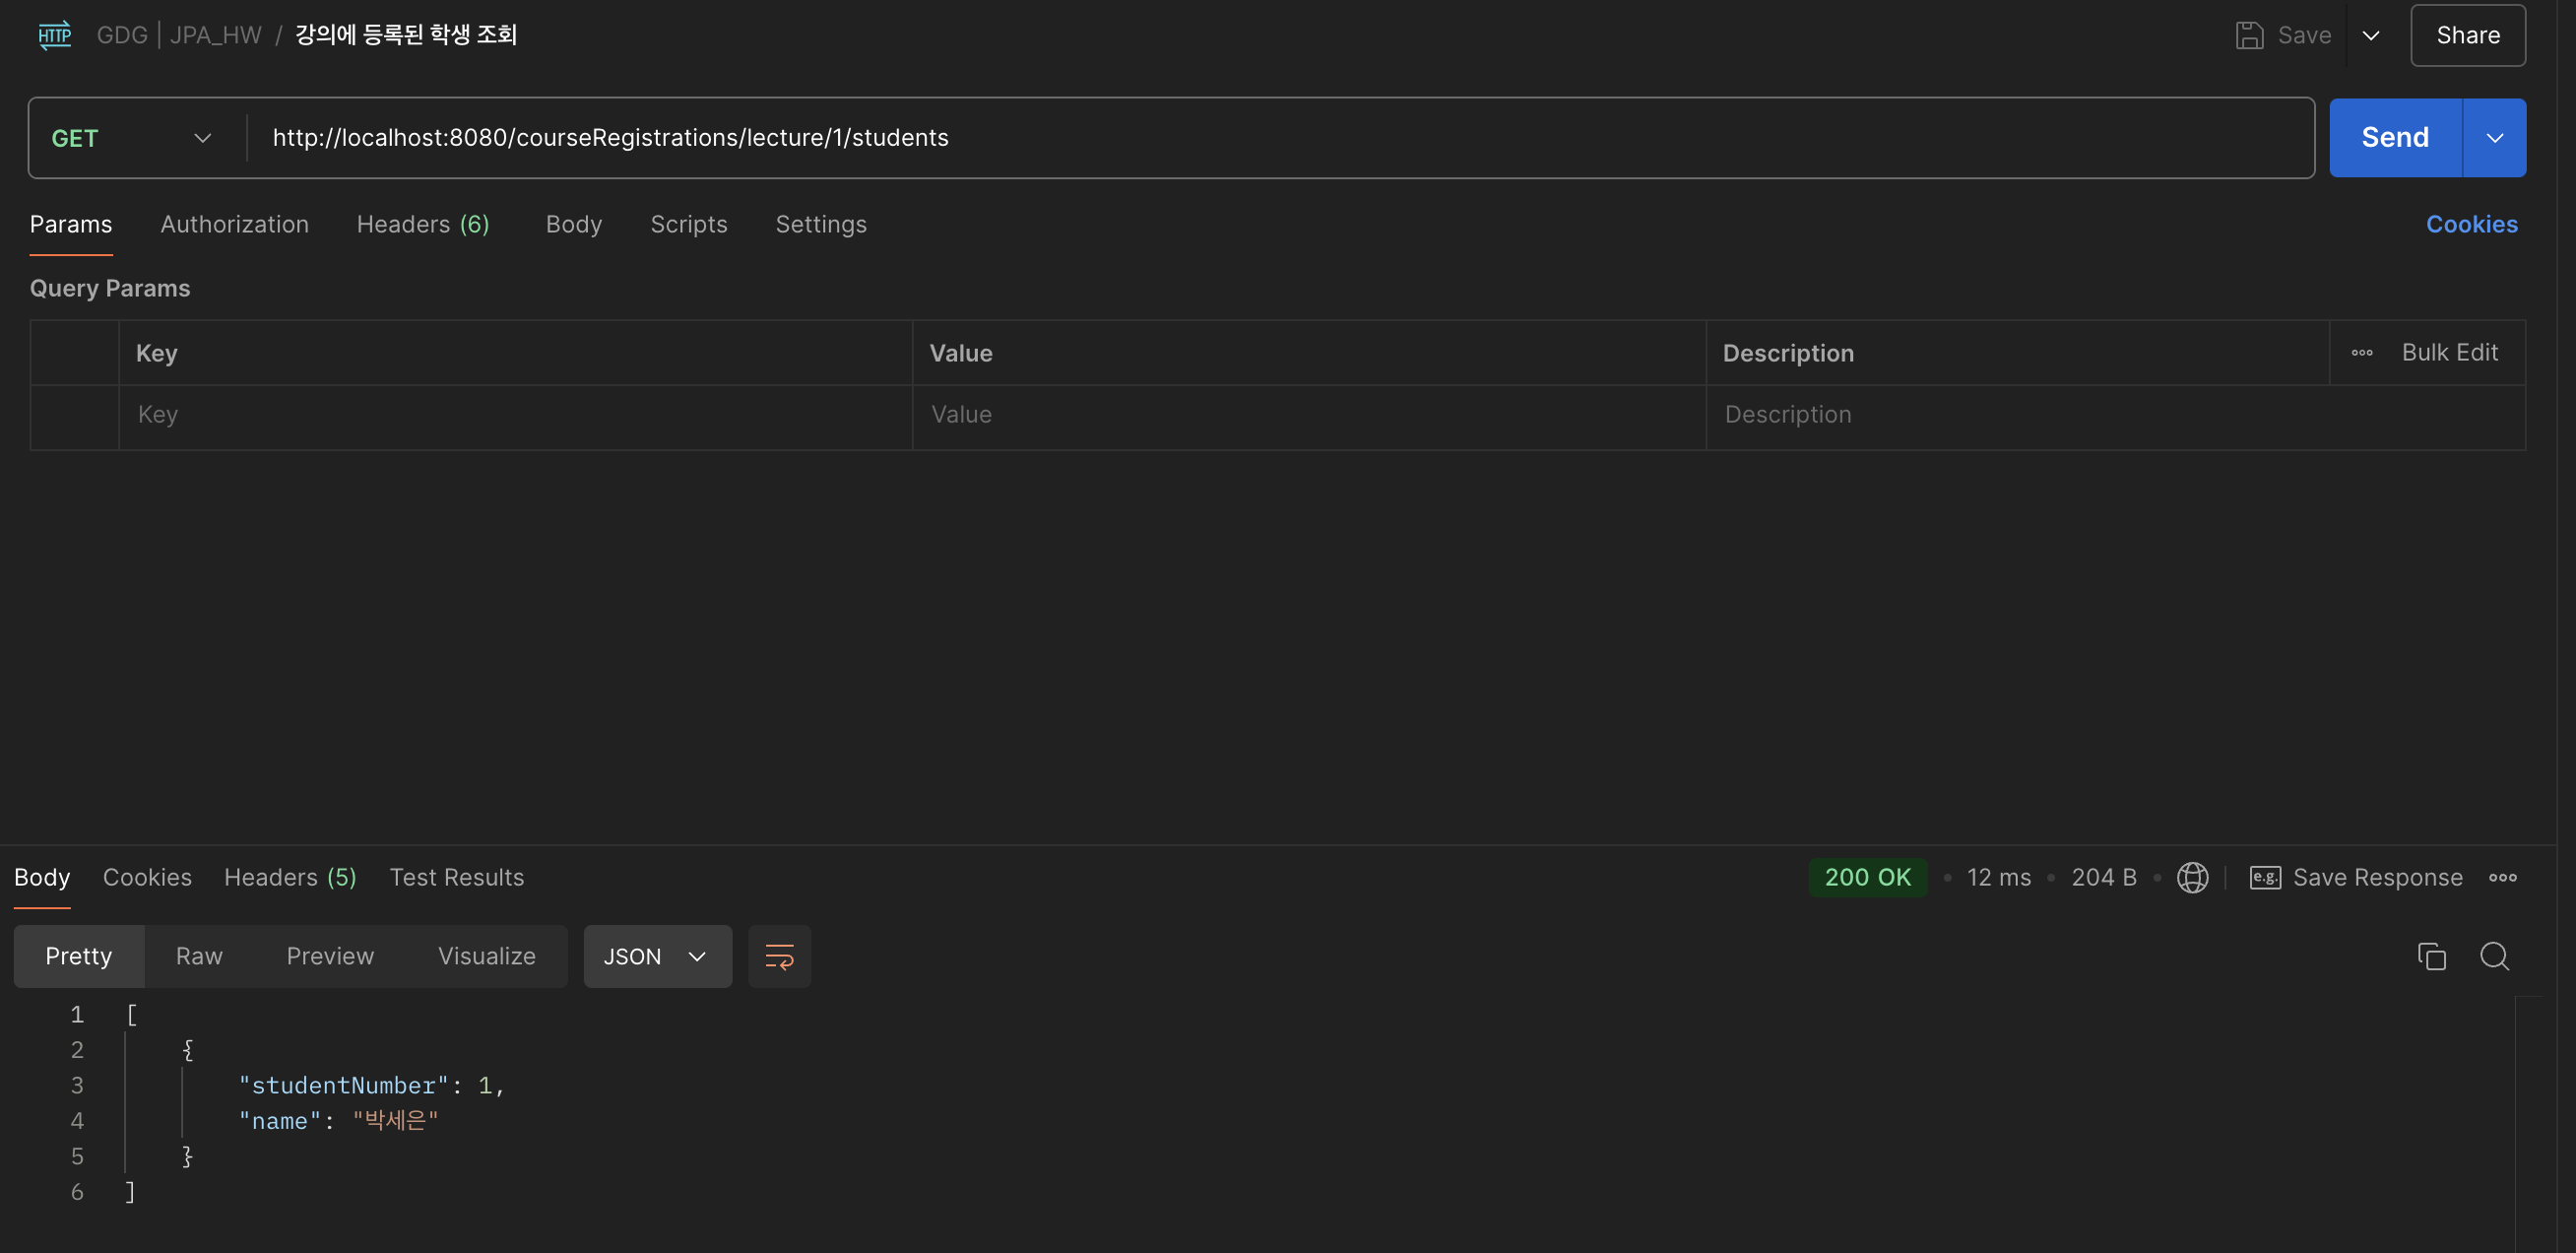 HTTP GDG | JPA_HW / 강의에 등록된 학생 조회 Save Share
GET http://localhost:8080/courseRegistrations/lecture/1/students Send
Params Authorization Headers (6) Body Scripts Settings Cookies
Query Params
Key Value Description Bulk Edit
Key Value Description
Body Cookies Headers (5) Test Results 200 OK 12 ms 204 B e.g. Save Response
Pretty Raw Preview Visualize JSON
1 [
2 {
3 "studentNumber": 1,
4 "name": "박세은"
5 }
6 ]